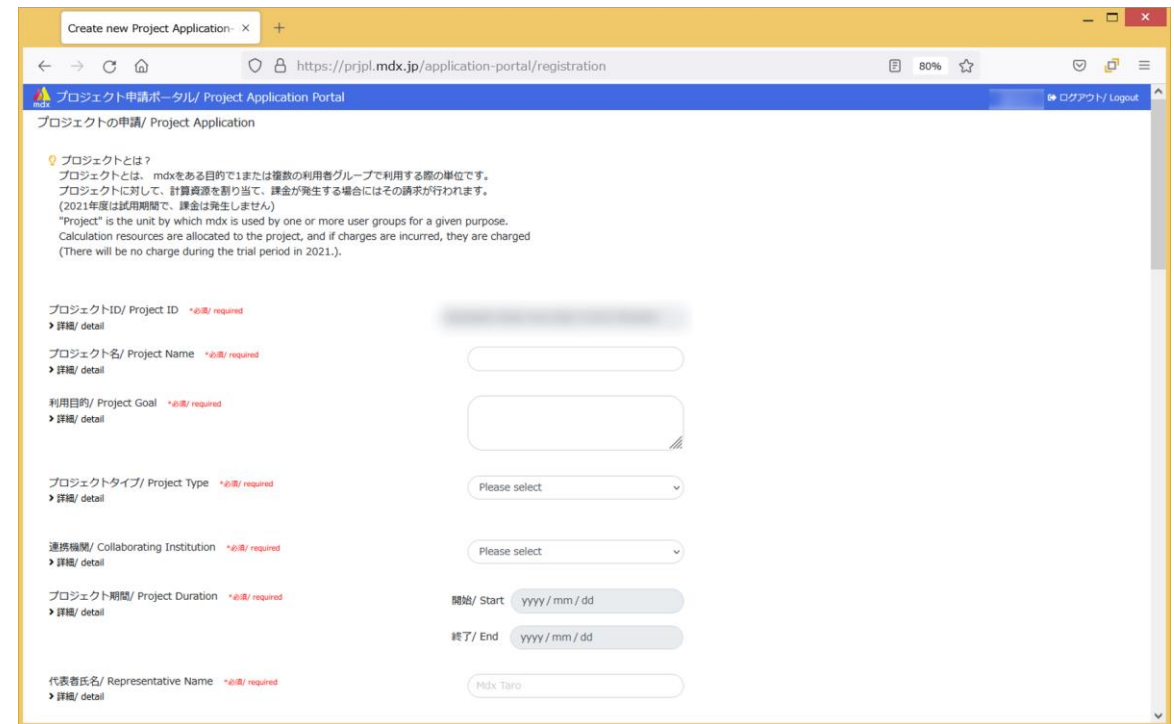 Create new Project Application-
https://prjpl.mdx.jp/application-portal/registration
80%
mdx
プロジェクト申請ポータル/ Project Application Portal
ログアウト/ Logout
プロジェクトの申請/ Project Application
プロジェクトとは？
プロジェクトとは、 mdxをある目的で1または複数の利用者グループで利用する際の単位です。
プロジェクトに対して、計算資源を割り当て、課金が発生する場合にはその請求が行われます。
(2021年度は試用期間で、課金は発生しません)
"Project" is the unit by which mdx is used by one or more user groups for a given purpose.
Calculation resources are allocated to the project, and if charges are incurred, they are charged
(There will be no charge during the trial period in 2021.).
プロジェクトID/ Project ID *必須/ required
詳細/ detail
プロジェクト名/ Project Name *必須/ required
詳細/ detail
利用目的/ Project Goal *必須/ required
詳細/ detail
プロジェクトタイプ/ Project Type *必須/ required
Please select
詳細/ detail
連携機関/ Collaborating Institution *必須/ required
Please select
詳細/ detail
プロジェクト期間/ Project Duration *必須/ required
開始/ Start yyyy / mm / dd
詳細/ detail
終了/ End yyyy / mm / dd
代表者氏名/ Representative Name *必須/ required
Mdx Taro
詳細/ detail